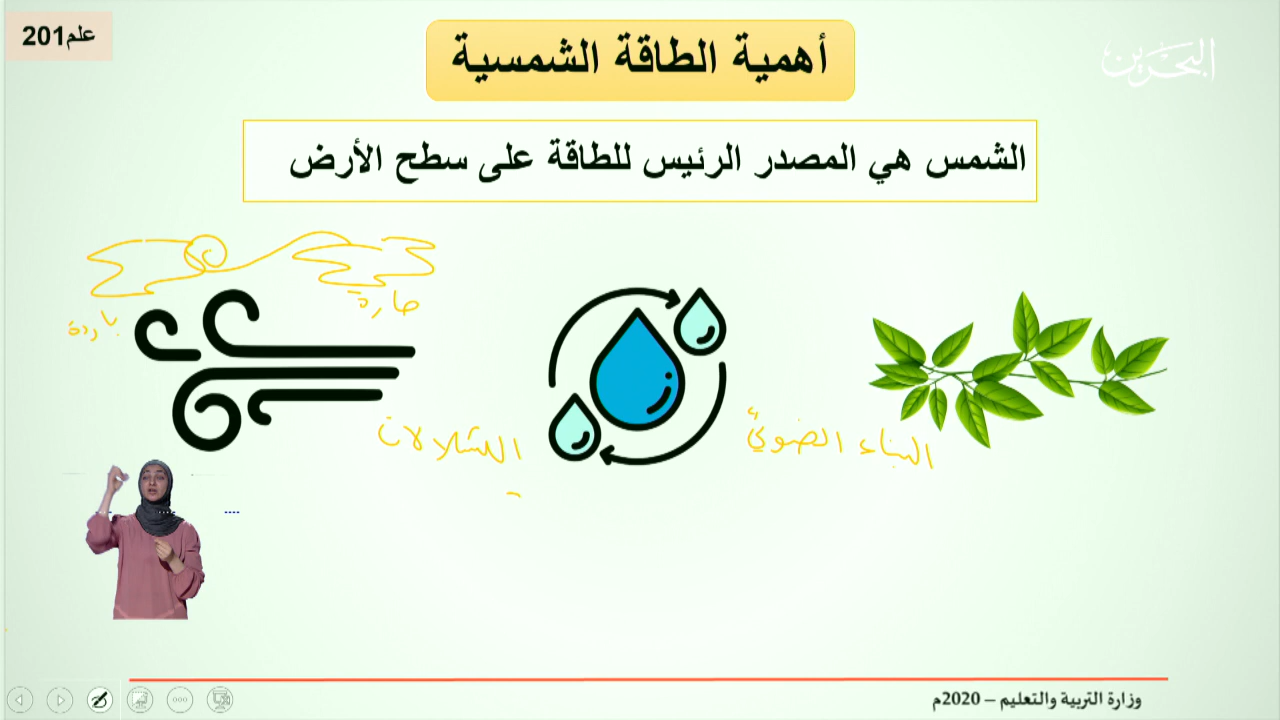 علم201
أهمية الطاقة الشمسية
البحرين
الشمس هي المصدر الرئيس للطاقة على سطح الأرض
حارة
باردة
البناء الضوئي
الشلالات
وزارة التربية والتعليم – 2020م